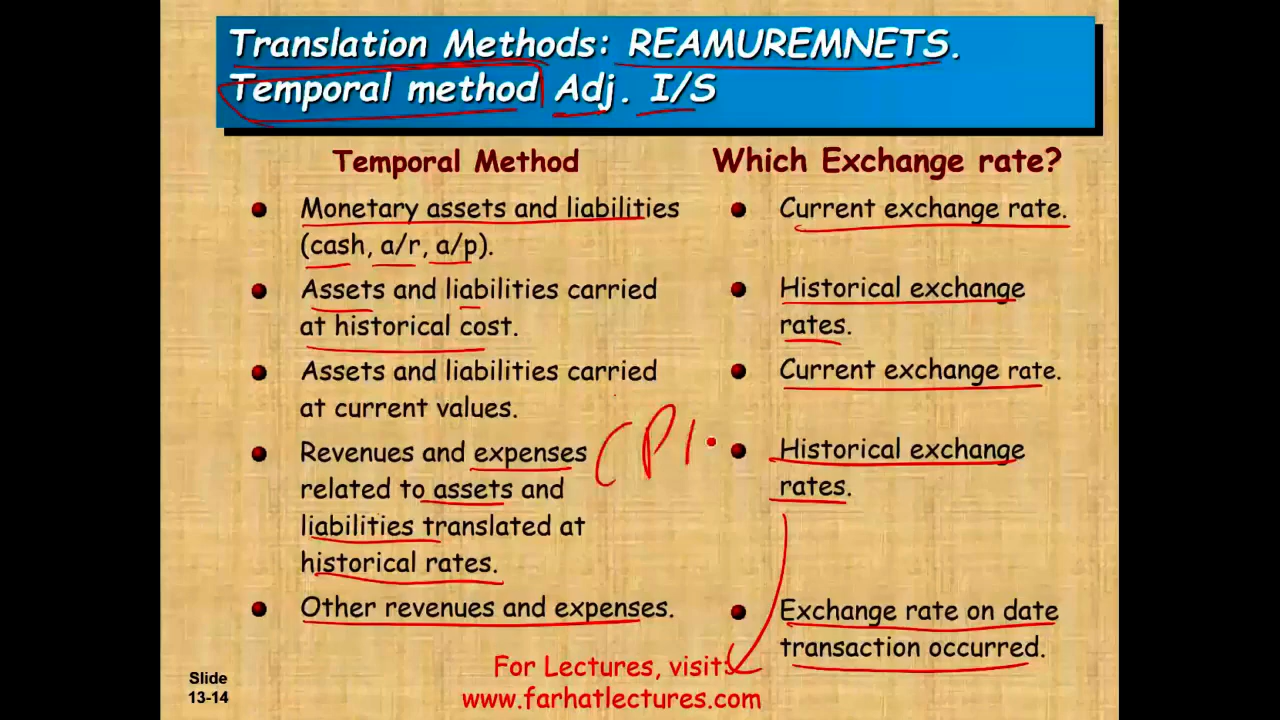 Translation Methods: REAMUREMNETS.
Temporal method Adj. I/S
Temporal Method
Which Exchange rate?
Monetary assets and liabilities
(cash, a/r, a/p).
Current exchange rate.
Assets and liabilities carried
at historical cost.
Historical exchange
rates.
Assets and liabilities carried
at current values.
Current exchange rate.
Revenues and expenses
related to assets and
liabilities translated at
historical rates.
Historical exchange
rates.
Other revenues and expenses.
Exchange rate on date
transaction occurred.
For Lectures, visit:
www.farhatlectures.com
Slide
13-14